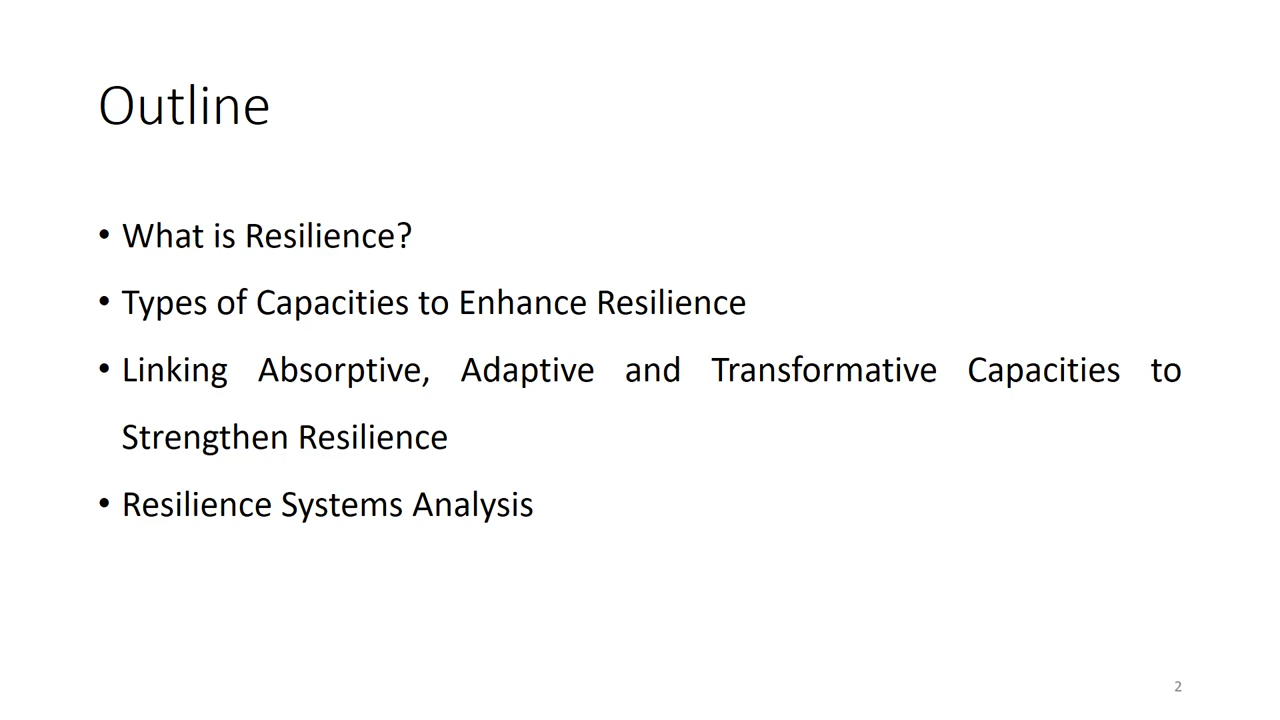 Outline
• What is Resilience?
• Types of Capacities to Enhance Resilience
• Linking Absorptive, Adaptive and Transformative Capacities to
Strengthen Resilience
• Resilience Systems Analysis
2